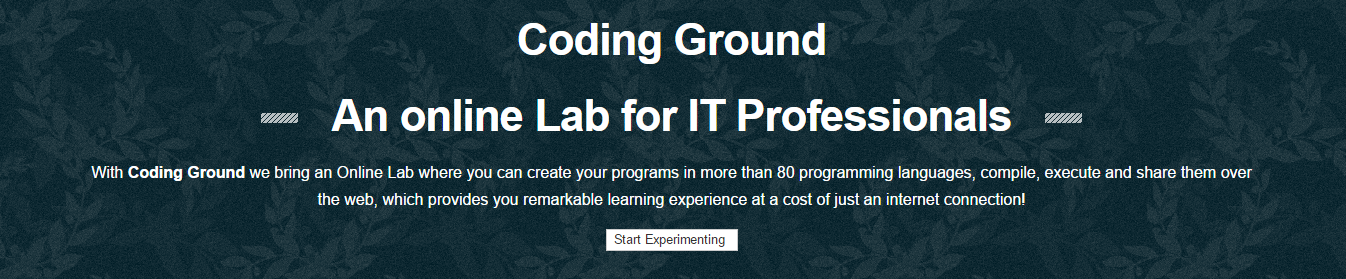 Coding Ground
An online Lab for IT Professionals
With Coding Ground we bring an Online Lab where you can create your programs in more than 80 programming languages, compile, execute and share them over
the web, which provides you remarkable learning experience at a cost of just an internet connection!
Start Experimenting